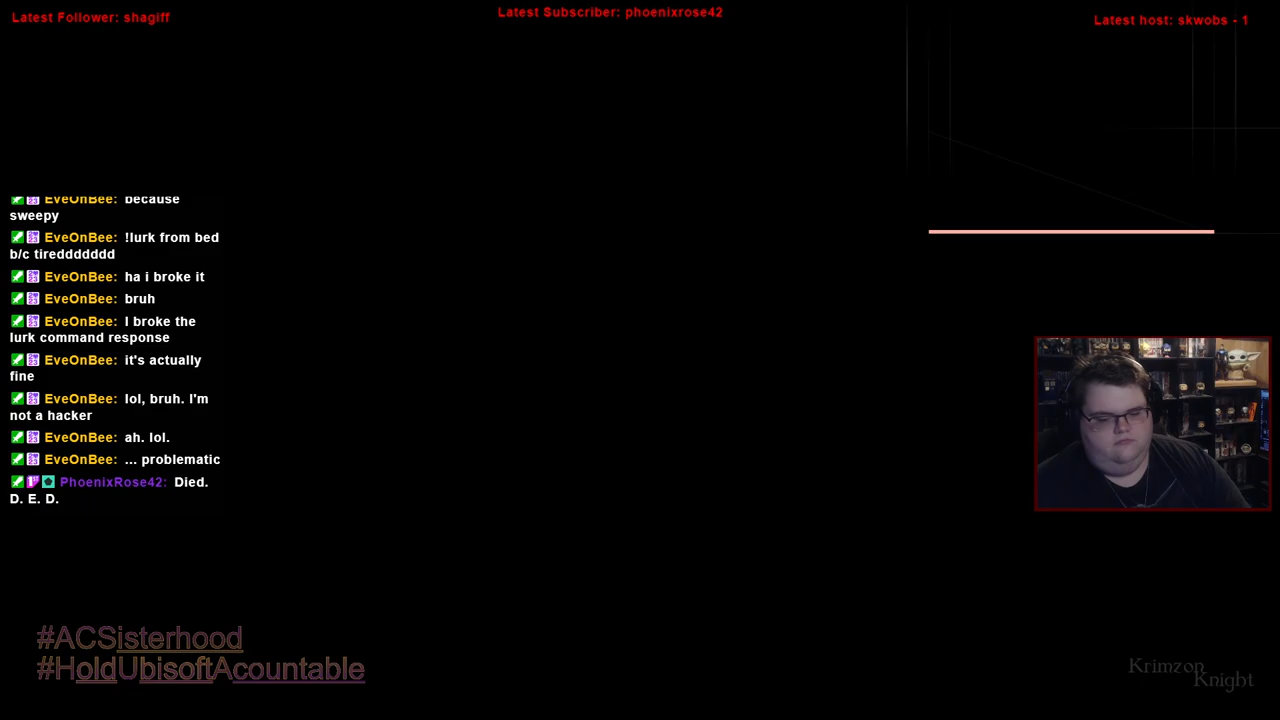 Latest Follower: shagiff
Latest Subscriber: phoenixrose42
Latest host: skwobs - 1
EveOnBee: because
sweepy
EveOnBee: !lurk from bed
b/c tireddddddd
EveOnBee: ha i broke it
EveOnBee: bruh
EveOnBee: I broke the
lurk command response
EveOnBee: it's actually
fine
EveOnBee: lol, bruh. I'm
not a hacker
EveOnBee: ah. lol.
EveOnBee: ... problematic
PhoenixRose42: Died.
D. E. D.
#ACSisterhood
#HoldUbisoftAcountable
Krimzon
Knight